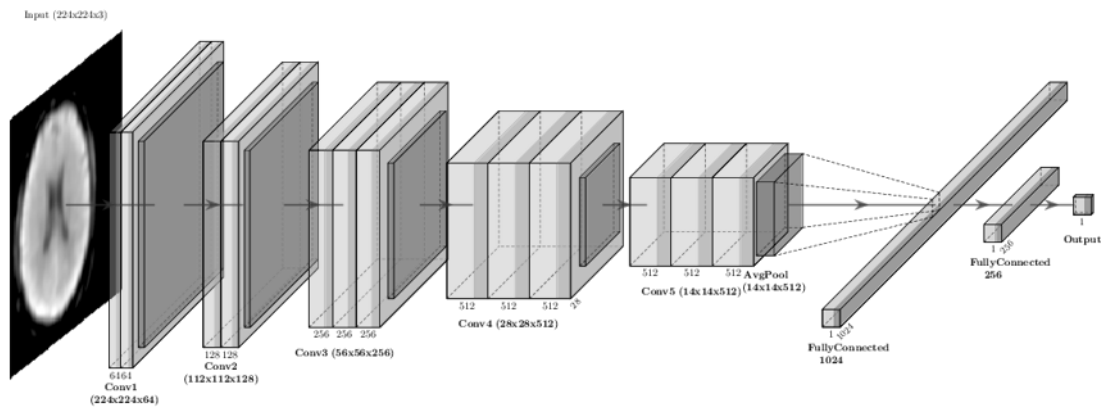 Input (224x224x3)
6464
Conv1
(224x224x64)
128 128
Conv2
(112x112x128)
256 256 256
Conv3 (56x56x256)
512 512 512 28
Conv4 (28x28x512)
512 512 512
Conv5 (14x14x512)
AvgPool
(14x14x512)
1 1024
FullyConnected
1024
1 256
FullyConnected
256
1
Output